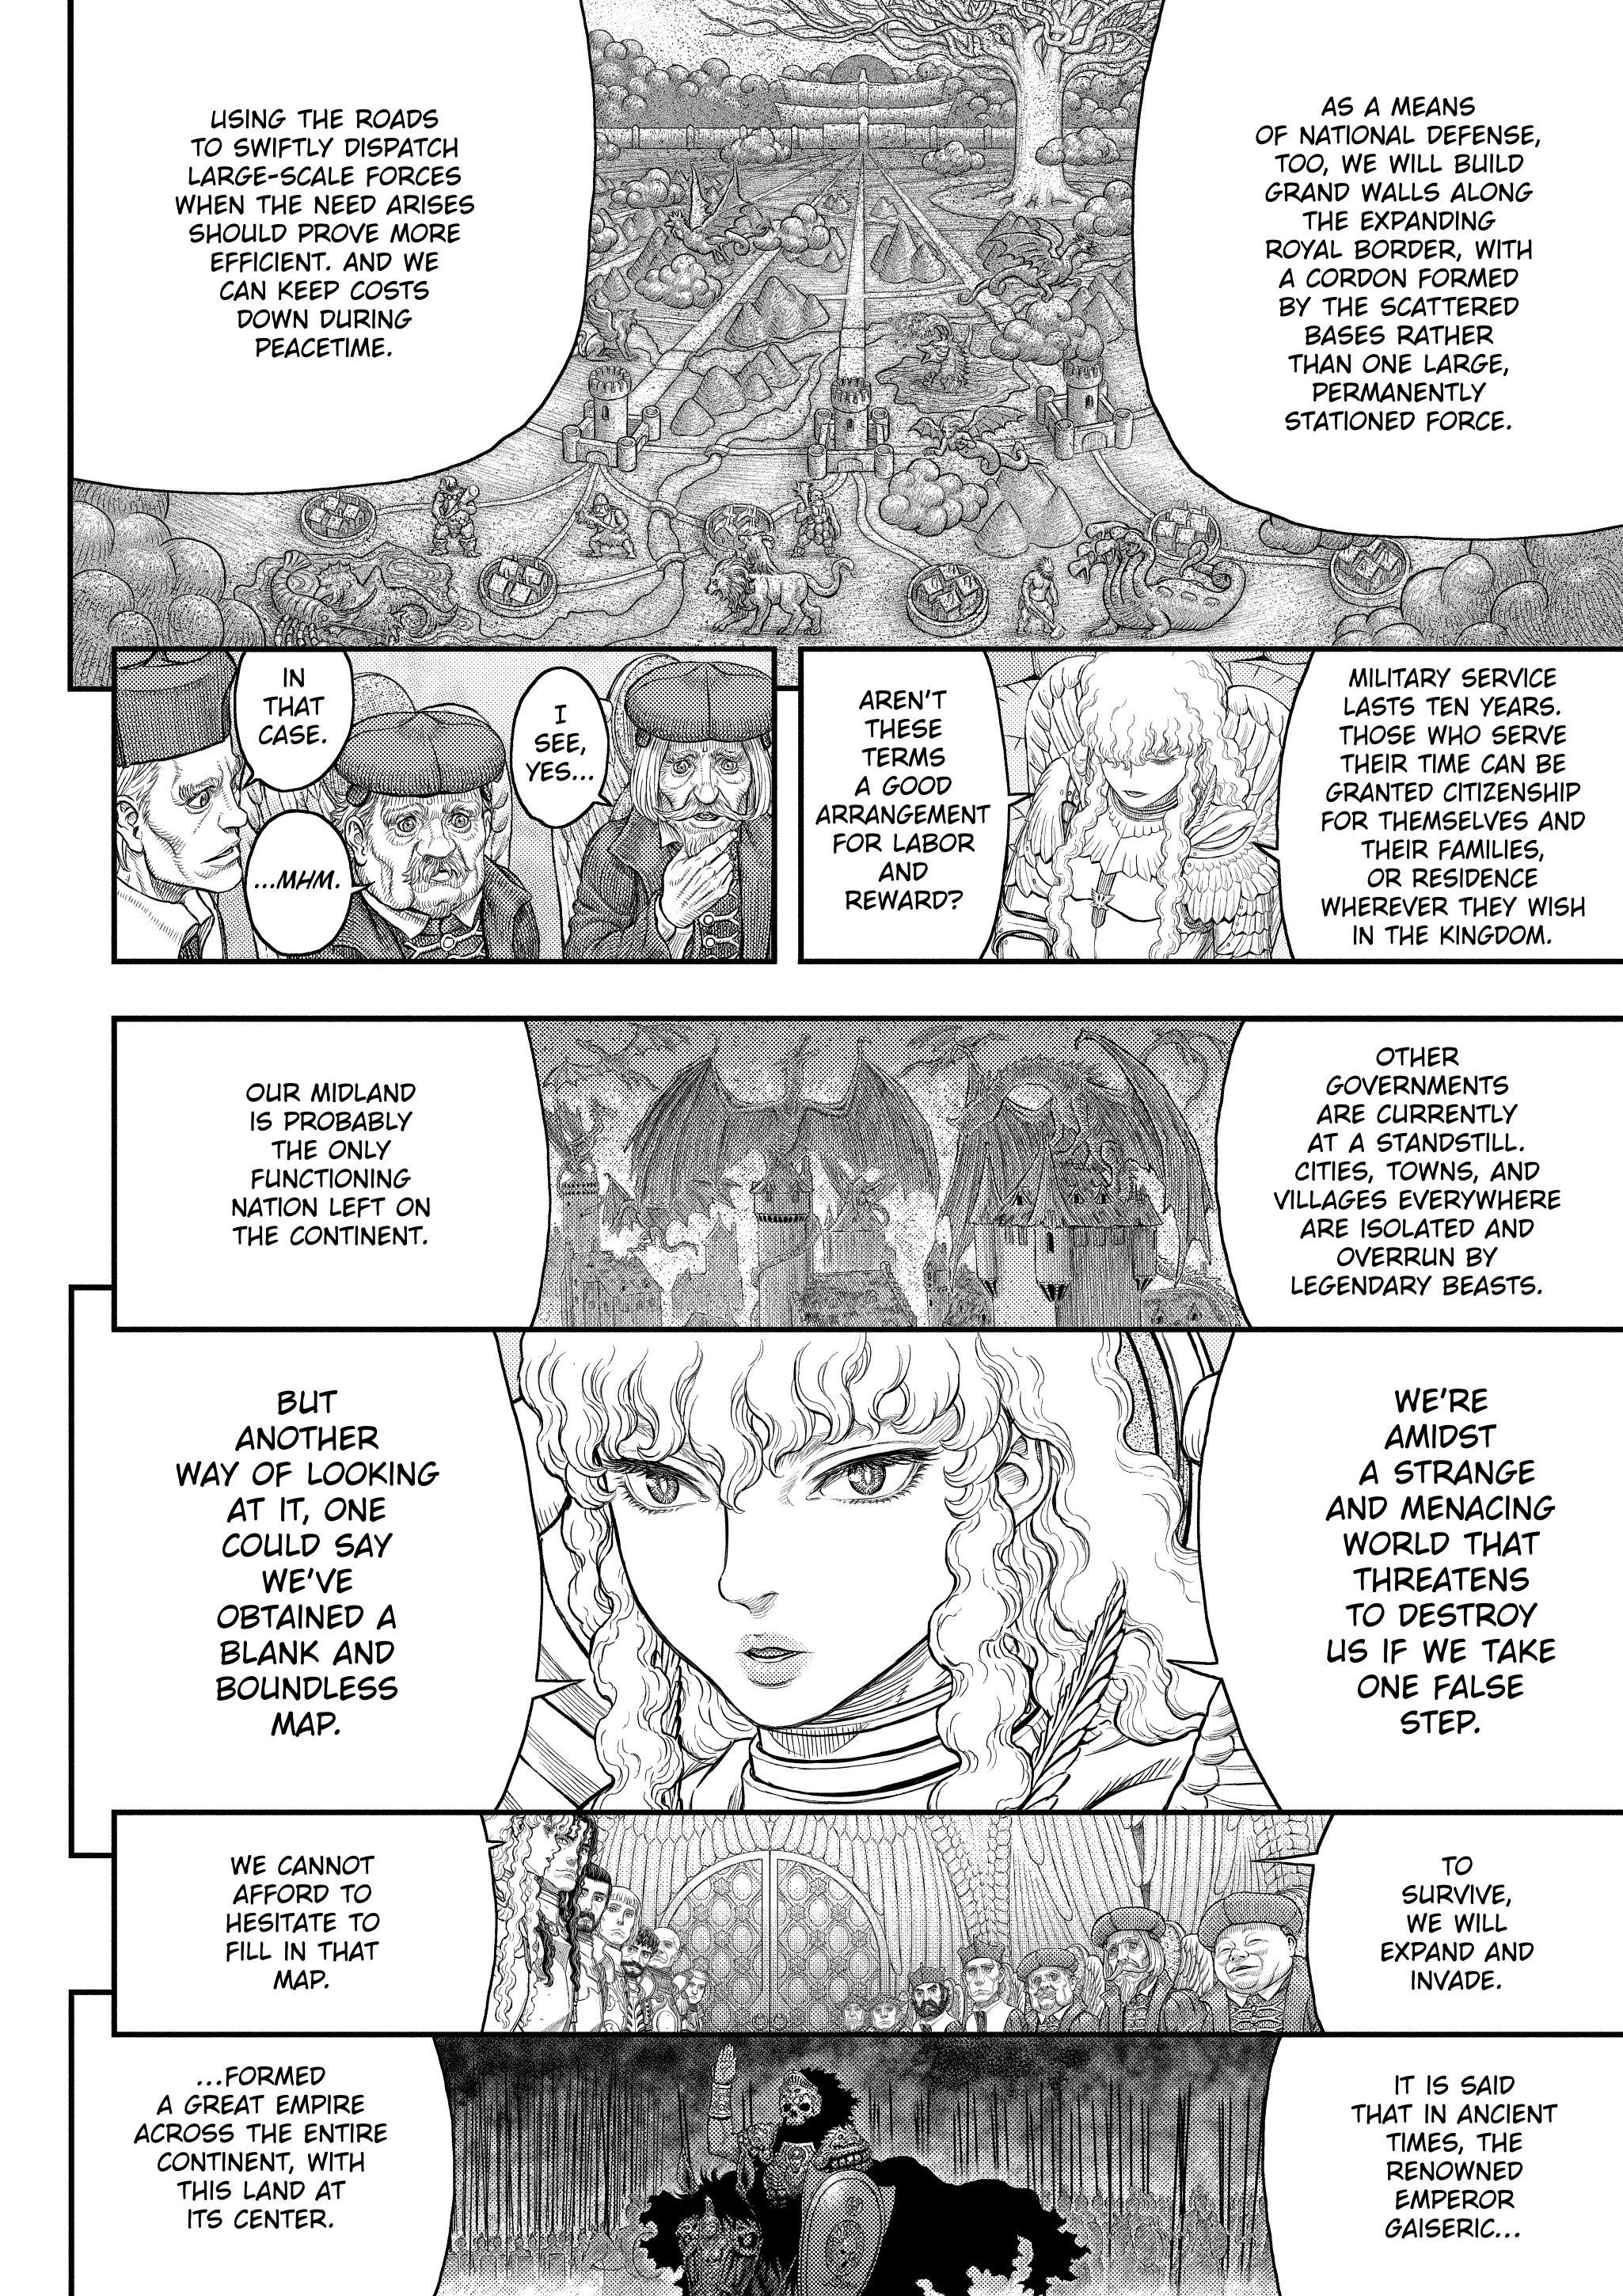 AS A MEANS
OF NATIONAL DEFENSE,
TOO, WE WILL BUILD
GRAND WALLS ALONG
THE EXPANDING
ROYAL BORDER, WITH
A CORDON FORMED
BY THE SCATTERED
BASES RATHER
THAN ONE LARGE,
PERMANENTLY
STATIONED FORCE.
USING THE ROADS
TO SWIFTLY DISPATCH
LARGE-SCALE FORCES
WHEN THE NEED ARISES
SHOULD PROVE MORE
EFFICIENT. AND WE
CAN KEEP COSTS
DOWN DURING
PEACETIME.
MILITARY SERVICE
LASTS TEN YEARS.
THOSE WHO SERVE
THEIR TIME CAN BE
GRANTED CITIZENSHIP
FOR THEMSELVES AND
THEIR FAMILIES,
OR RESIDENCE
WHEREVER THEY WISH
IN THE KINGDOM.
AREN'T
THESE
TERMS
A GOOD
ARRANGEMENT
FOR LABOR
AND
REWARD?
I
SEE,
YES...
IN
THAT
CASE.
...MHM.
OTHER
GOVERNMENTS
ARE CURRENTLY
AT A STANDSTILL.
CITIES, TOWNS, AND
VILLAGES EVERYWHERE
ARE ISOLATED AND
OVERRUN BY
LEGENDARY BEASTS.
OUR MIDLAND
IS PROBABLY
THE ONLY
FUNCTIONING
NATION LEFT ON
THE CONTINENT.
WE'RE
AMIDST
A STRANGE
AND MENACING
WORLD THAT
THREATENS
TO DESTROY
US IF WE TAKE
ONE FALSE
STEP.
BUT
ANOTHER
WAY OF LOOKING
AT IT, ONE
COULD SAY
WE'VE
OBTAINED A
BLANK AND
BOUNDLESS
MAP.
TO
SURVIVE,
WE WILL
EXPAND AND
INVADE.
WE CANNOT
AFFORD TO
HESITATE TO
FILL IN THAT
MAP.
IT IS SAID
THAT IN ANCIENT
TIMES, THE
RENOWNED
EMPEROR
GAISERIC...
...FORMED
A GREAT EMPIRE
ACROSS THE ENTIRE
CONTINENT, WITH
THIS LAND AT
ITS CENTER.